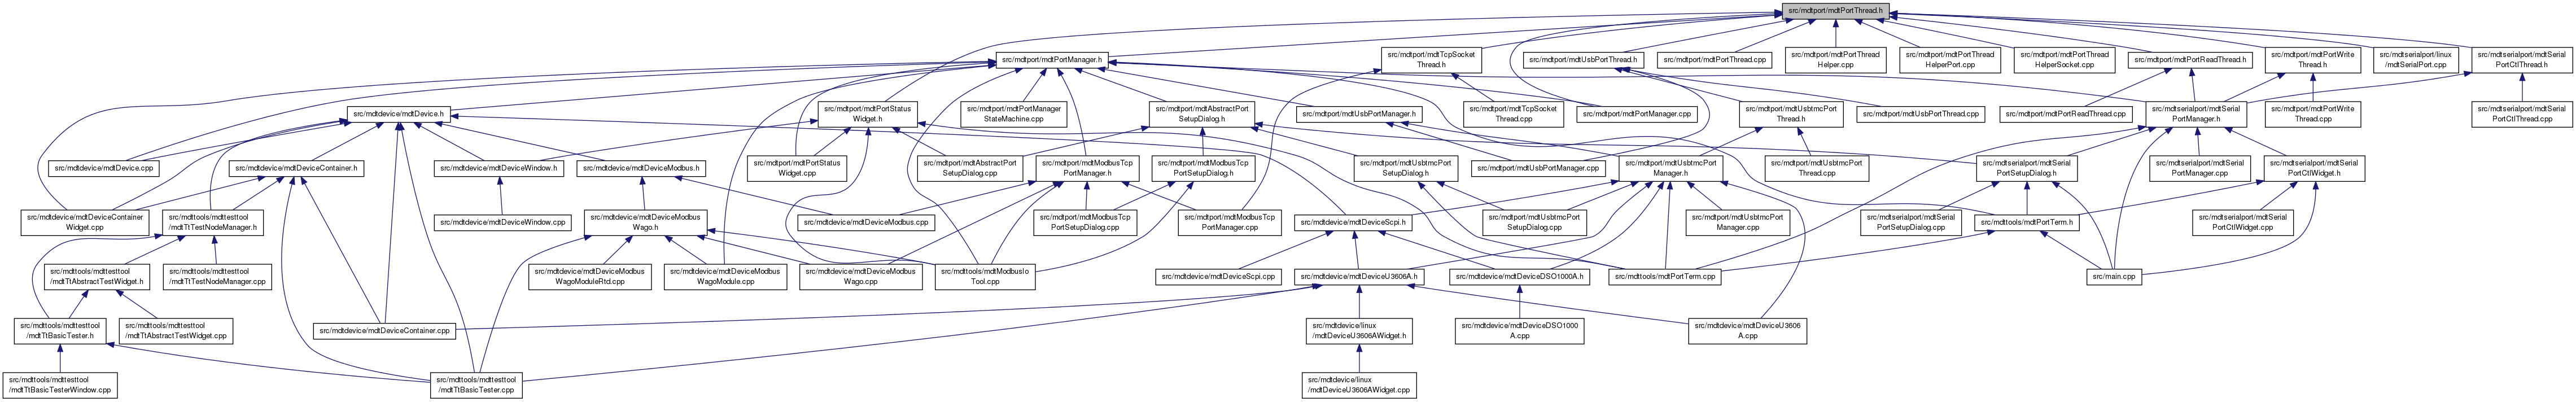 src/mdtport/mdtPortThread.h
src/mdtport/mdtPortManager.h
src/mdtport/mdtTcpSocket
Thread.h
src/mdtport/mdtUsbPortThread.h
src/mdtport/mdtPortThread.cpp
src/mdtport/mdtPortThread
Helper.cpp
src/mdtport/mdtPortThread
HelperPort.cpp
src/mdtport/mdtPortThread
HelperSocket.cpp
src/mdtport/mdtPortReadThread.h
src/mdtport/mdtPortWrite
Thread.h
src/mdtserialport/linux
/mdtSerialPort.cpp
src/mdtserialport/mdtSerial
PortCtlThread.h
src/mdtdevice/mdtDevice.h
src/mdtport/mdtPortStatus
Widget.h
src/mdtport/mdtPortManager
StateMachine.cpp
src/mdtport/mdtAbstractPort
SetupDialog.h
src/mdtport/mdtUsbPortManager.h
src/mdtport/mdtTcpSocket
Thread.cpp
src/mdtport/mdtPortManager.cpp
src/mdtport/mdtUsbtmcPort
Thread.h
src/mdtport/mdtUsbPortThread.cpp
src/mdtport/mdtPortReadThread.cpp
src/mdtserialport/mdtSerial
PortManager.h
src/mdtport/mdtPortWrite
Thread.cpp
src/mdtserialport/mdtSerial
PortCtlThread.cpp
src/mdtdevice/mdtDevice.cpp
src/mdtdevice/mdtDeviceContainer.h
src/mdtdevice/mdtDeviceWindow.h
src/mdtdevice/mdtDeviceModbus.h
src/mdtport/mdtPortStatus
Widget.cpp
src/mdtport/mdtAbstractPort
SetupDialog.cpp
src/mdtport/mdtModbusTcp
PortManager.h
src/mdtport/mdtModbusTcp
PortSetupDialog.h
src/mdtport/mdtUsbtmcPort
SetupDialog.h
src/mdtport/mdtUsbPortManager.cpp
src/mdtport/mdtUsbtmcPort
Manager.h
src/mdtport/mdtUsbtmcPort
Thread.cpp
src/mdtserialport/mdtSerial
PortSetupDialog.h
src/mdtserialport/mdtSerial
PortManager.cpp
src/mdtserialport/mdtSerial
PortCtlWidget.h
src/mdtdevice/mdtDeviceContainer
Widget.cpp
src/mdttools/mdttesttool
/mdtTtTestNodeManager.h
src/mdtdevice/mdtDeviceWindow.cpp
src/mdtdevice/mdtDeviceModbus
Wago.h
src/mdtdevice/mdtDeviceModbus.cpp
src/mdtport/mdtModbusTcp
PortSetupDialog.cpp
src/mdtport/mdtModbusTcp
PortManager.cpp
src/mdtdevice/mdtDeviceScpi.h
src/mdtport/mdtUsbtmcPort
SetupDialog.cpp
src/mdtport/mdtUsbtmcPort
Manager.cpp
src/mdtserialport/mdtSerial
PortSetupDialog.cpp
src/mdttools/mdtPortTerm.h
src/mdtserialport/mdtSerial
PortCtlWidget.cpp
src/mdttools/mdttesttool
/mdtTtAbstractTestWidget.h
src/mdttools/mdttesttool
/mdtTtTestNodeManager.cpp
src/mdtdevice/mdtDeviceModbus
WagoModuleRtd.cpp
src/mdtdevice/mdtDeviceModbus
WagoModule.cpp
src/mdtdevice/mdtDeviceModbus
Wago.cpp
src/mdttools/mdtModbusIo
Tool.cpp
src/mdtdevice/mdtDeviceScpi.cpp
src/mdtdevice/mdtDeviceU3606A.h
src/mdtdevice/mdtDeviceDSO1000A.h
src/mdttools/mdtPortTerm.cpp
src/main.cpp
src/mdttools/mdttesttool
/mdtTtBasicTester.h
src/mdttools/mdttesttool
/mdtTtAbstractTestWidget.cpp
src/mdtdevice/mdtDeviceContainer.cpp
src/mdtdevice/linux
/mdtDeviceU3606AWidget.h
src/mdtdevice/mdtDeviceDSO1000
A.cpp
src/mdtdevice/mdtDeviceU3606
A.cpp
src/mdttools/mdttesttool
/mdtTtBasicTesterWindow.cpp
src/mdttools/mdttesttool
/mdtTtBasicTester.cpp
src/mdtdevice/linux
/mdtDeviceU3606AWidget.cpp